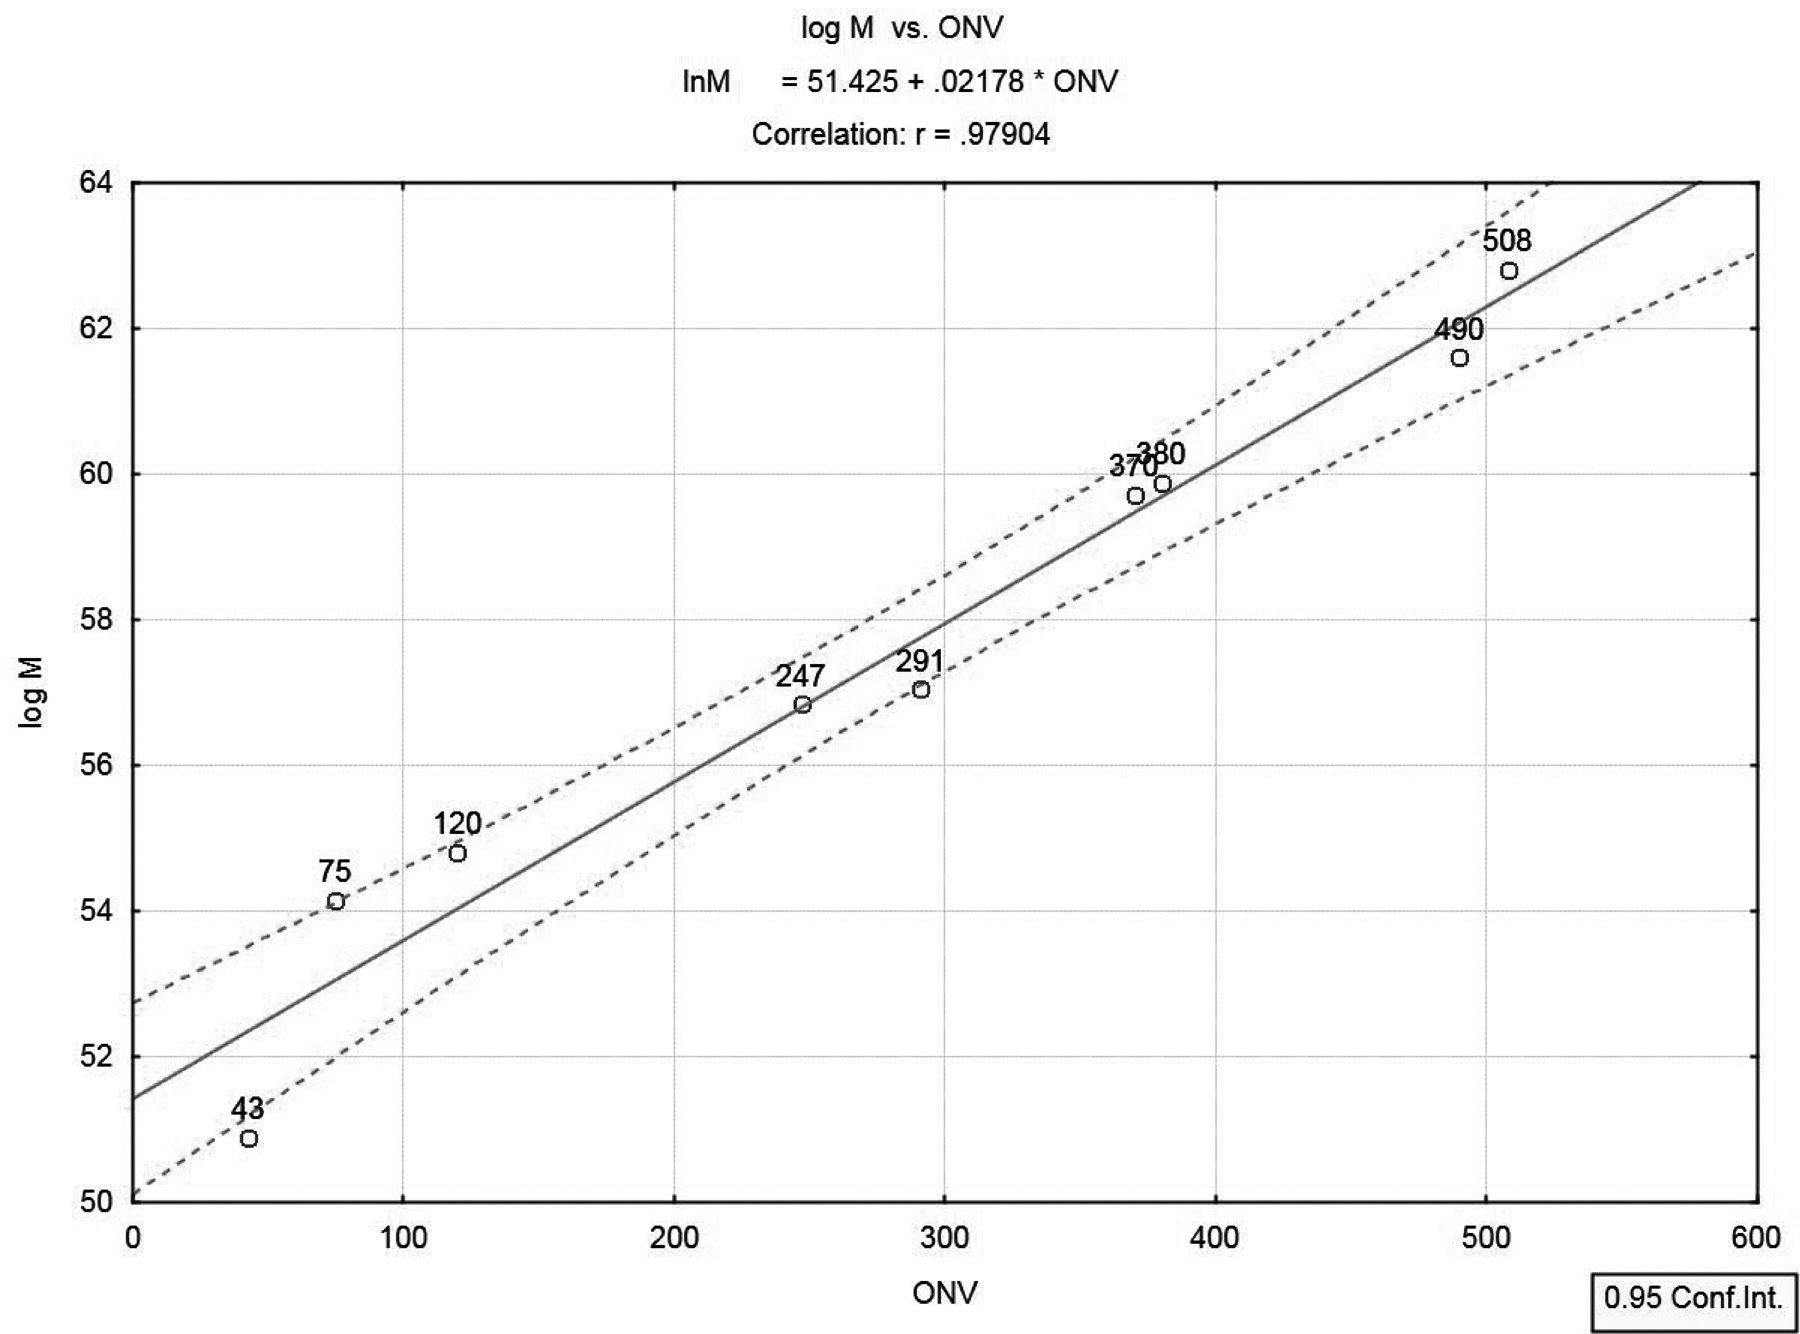 log M vs. ONV
lnM = 51.425 + .02178 * ONV
Correlation: r = .97904
64
508
62
490
60
380
370
58
log M
291
247
56
120
75
54
52
43
50
0 100 200 300 400 500 600
ONV
0.95 Conf.Int.